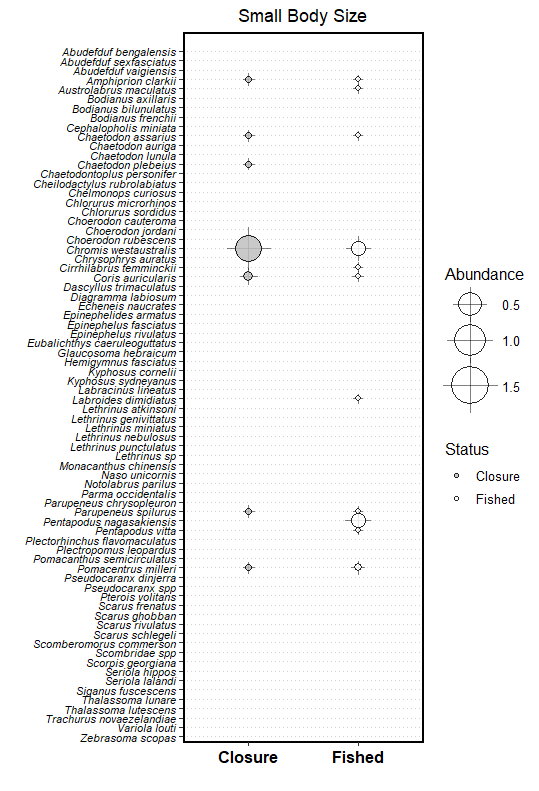 Small Body Size
Abudefduf bengalensis
Abudefduf sexfasciatus
Abudefduf vaigiensis
Amphiprion clarkii
Austrolabrus maculatus
Bodianus axillaris
Bodianus bilunulatus
Bodianus frenchii
Cephalopholis miniata
Chaetodon assarius
Chaetodon auriga
Chaetodon lunula
Chaetodon plebeius
Chaetodontoplus personifer
Cheilodactylus rubrolabiatus
Chelmonops curiosus
Chlorurus microrhinos
Chlorurus sordidus
Choerodon cauteroma
Choerodon jordani
Choerodon rubescens
Chromis westaustralis
Chrysophrys auratus
Cirrhilabrus temminckii
Coris auricularis
Dascyllus trimaculatus
Diagramma labiosum
Echeneis naucrates
Epinephelides armatus
Epinephelus fasciatus
Epinephelus rivulatus
Eubalichthys caeruleoguttatus
Glaucosoma hebraicum
Hemigymnus fasciatus
Kyphosus cornelii
Kyphosus sydneyanus
Labracinus lineatus
Labroides dimidiatus
Lethrinus atkinsoni
Lethrinus genivittatus
Lethrinus miniatus
Lethrinus nebulosus
Lethrinus punctulatus
Lethrinus sp
Monacanthus chinensis
Naso unicornis
Notolabrus parilus
Parma occidentalis
Parupeneus chrysopleuron
Parupeneus spilurus
Pentapodus nagasakiensis
Pentapodus vitta
Plectorhinchus flavomaculatus
Plectropomus leopardus
Pomacanthus semicirculatus
Pomacentrus milleri
Pseudocaranx dinjerra
Pseudocaranx spp
Pterois volitans
Scarus frenatus
Scarus ghobban
Scarus rivulatus
Scarus schlegeli
Scomberomorus commerson
Scombridae spp
Scorpis georgiana
Seriola hippos
Seriola lalandi
Siganus fuscescens
Thalassoma lunare
Thalassoma lutescens
Trachurus novaezelandiae
Variola louti
Zebrasoma scopas
Closure Fished
Abundance
0.5
1.0
1.5
Status
Closure
Fished